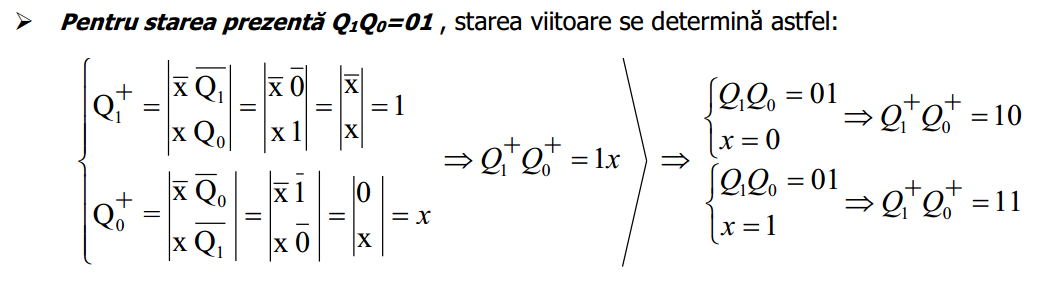 ➢ Pentru starea prezentă Q₁Q₀=01 , starea viitoare se determină astfel:
{ Q₁⁺ = |x̄ Q̄₁ / x Q₀| = |x̄ 0̄ / x 1| = |x̄ / x| = 1
Q₀⁺ = |x̄ Q̄₀ / x Q̄₁| = |x̄ 1̄ / x 0̄| = |0 / x| = x
⇒ Q₁⁺Q₀⁺ = 1x 〉 ⇒
{ Q₁Q₀ = 01
x = 0
⇒ Q₁⁺Q₀⁺ = 10
{ Q₁Q₀ = 01
x = 1
⇒ Q₁⁺Q₀⁺ = 11